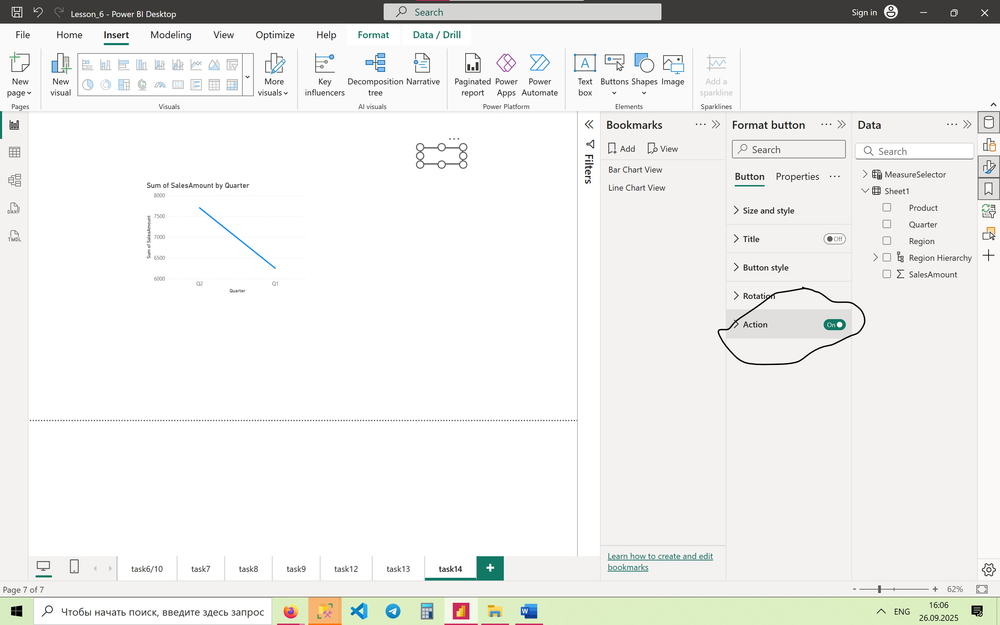 Lesson_6 - Power BI Desktop
Search
Sign in
File
Home
Insert
Modeling
View
Optimize
Help
Format
Data / Drill
New page
Pages
New visual
123
More visuals
Visuals
Key influencers
Decomposition tree
Narrative
AI visuals
Paginated report
Power Apps
Power Automate
Power Platform
A
Text box
Buttons
Shapes
Image
Elements
Add a sparkline
Sparklines
DAX
TMDL
Sum of SalesAmount by Quarter
Sum of SalesAmount
8000
7500
7000
6500
6000
Q2
Q1
Quarter
Filters
Bookmarks
Add
View
Bar Chart View
Line Chart View
Learn how to create and edit
bookmarks
Format button
Search
Button
Properties
Size and style
Title
Off
Button style
Rotation
Action
On
Data
Search
MeasureSelector
Sheet1
Product
Quarter
Region
Region Hierarchy
SalesAmount
task6/10
task7
task8
task9
task12
task13
task14
+
Page 7 of 7
- + 62%
Чтобы начать поиск, введите здесь запрос
W
ENG
16:06
26.09.2025